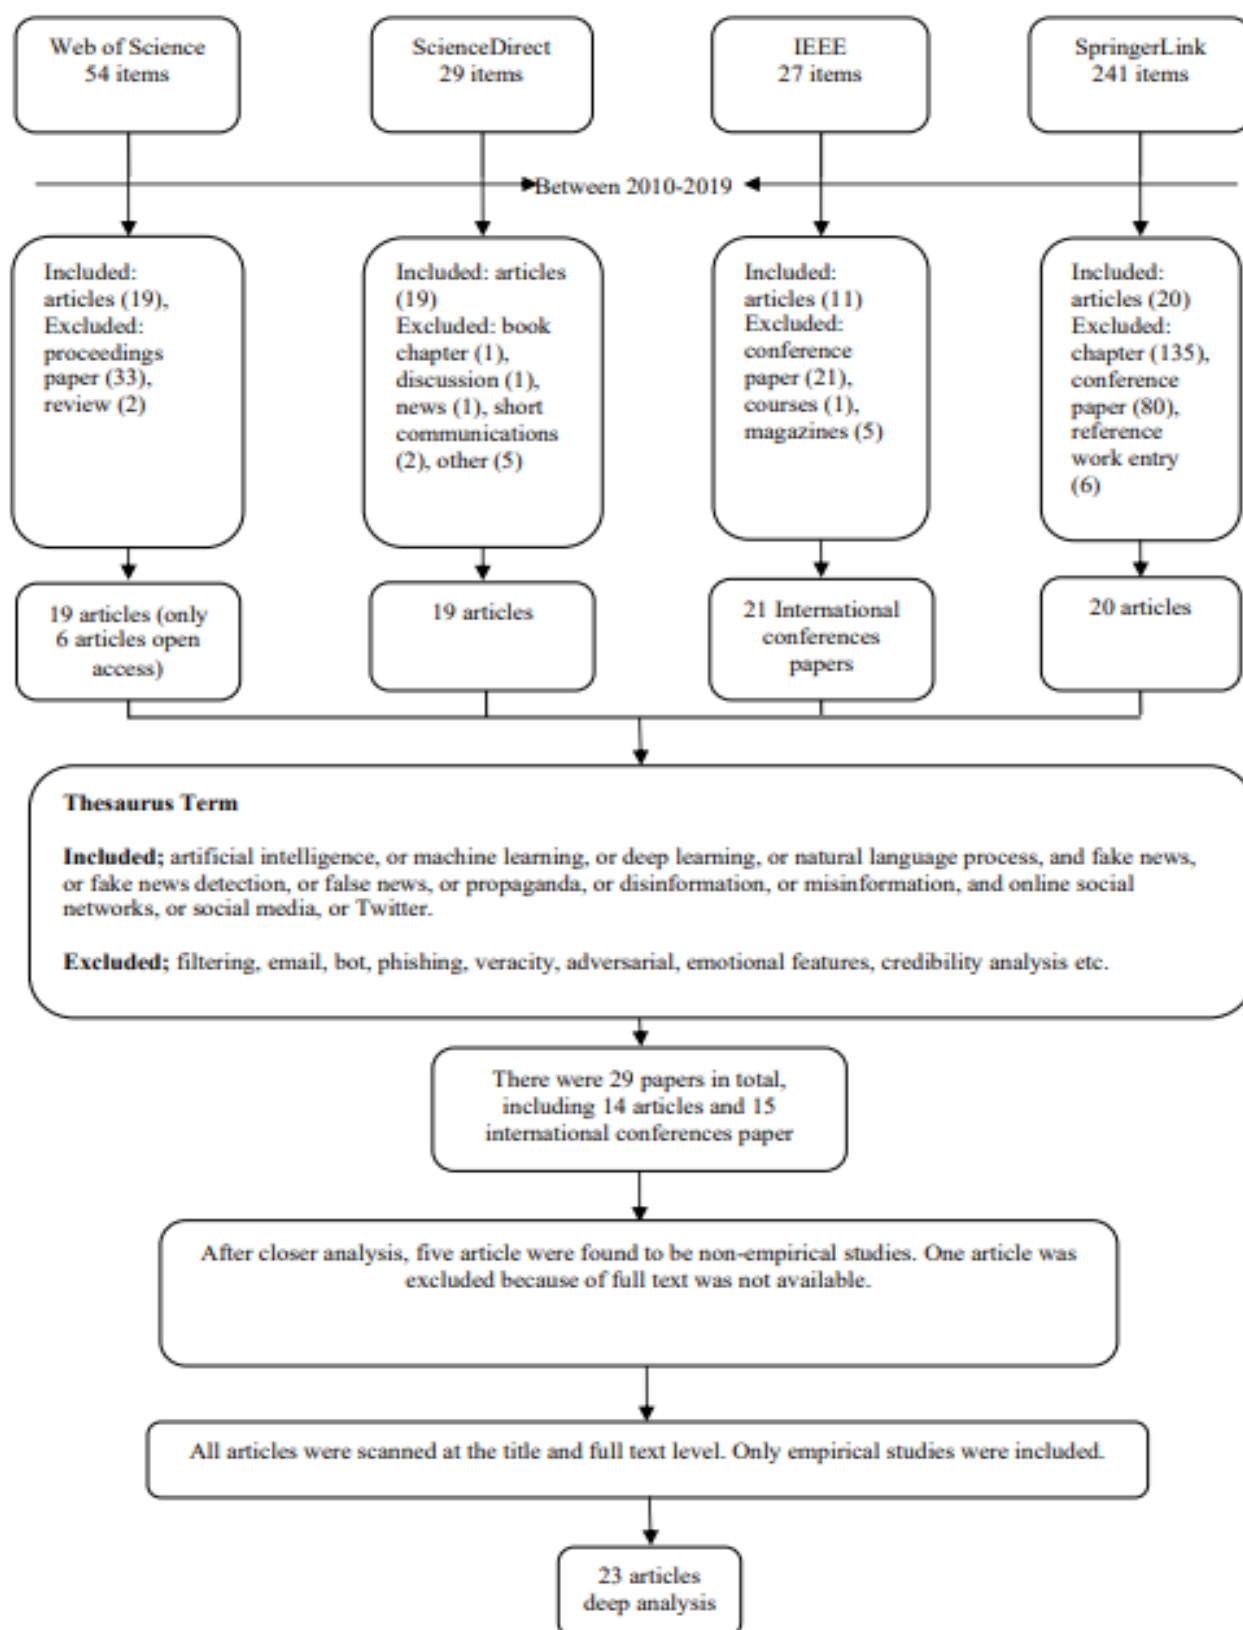 Web of Science
54 items
ScienceDirect
29 items
IEEE
27 items
SpringerLink
241 items
Between 2010-2019
Included:
articles (19),
Excluded:
proceedings
paper (33),
review (2)
Included: articles
(19)
Excluded: book
chapter (1),
discussion (1),
news (1), short
communications
(2), other (5)
Included:
articles (11)
Excluded:
conference
paper (21),
courses (1),
magazines (5)
Included:
articles (20)
Excluded:
chapter (135),
conference
paper (80),
reference
work entry
(6)
19 articles (only
6 articles open
access)
19 articles
21 International
conferences
papers
20 articles
Thesaurus Term
Included; artificial intelligence, or machine learning, or deep learning, or natural language process, and fake news,
or fake news detection, or false news, or propaganda, or disinformation, or misinformation, and online social
networks, or social media, or Twitter.
Excluded; filtering, email, bot, phishing, veracity, adversarial, emotional features, credibility analysis etc.
There were 29 papers in total,
including 14 articles and 15
international conferences paper
After closer analysis, five article were found to be non-empirical studies. One article was
excluded because of full text was not available.
All articles were scanned at the title and full text level. Only empirical studies were included.
23 articles
deep analysis